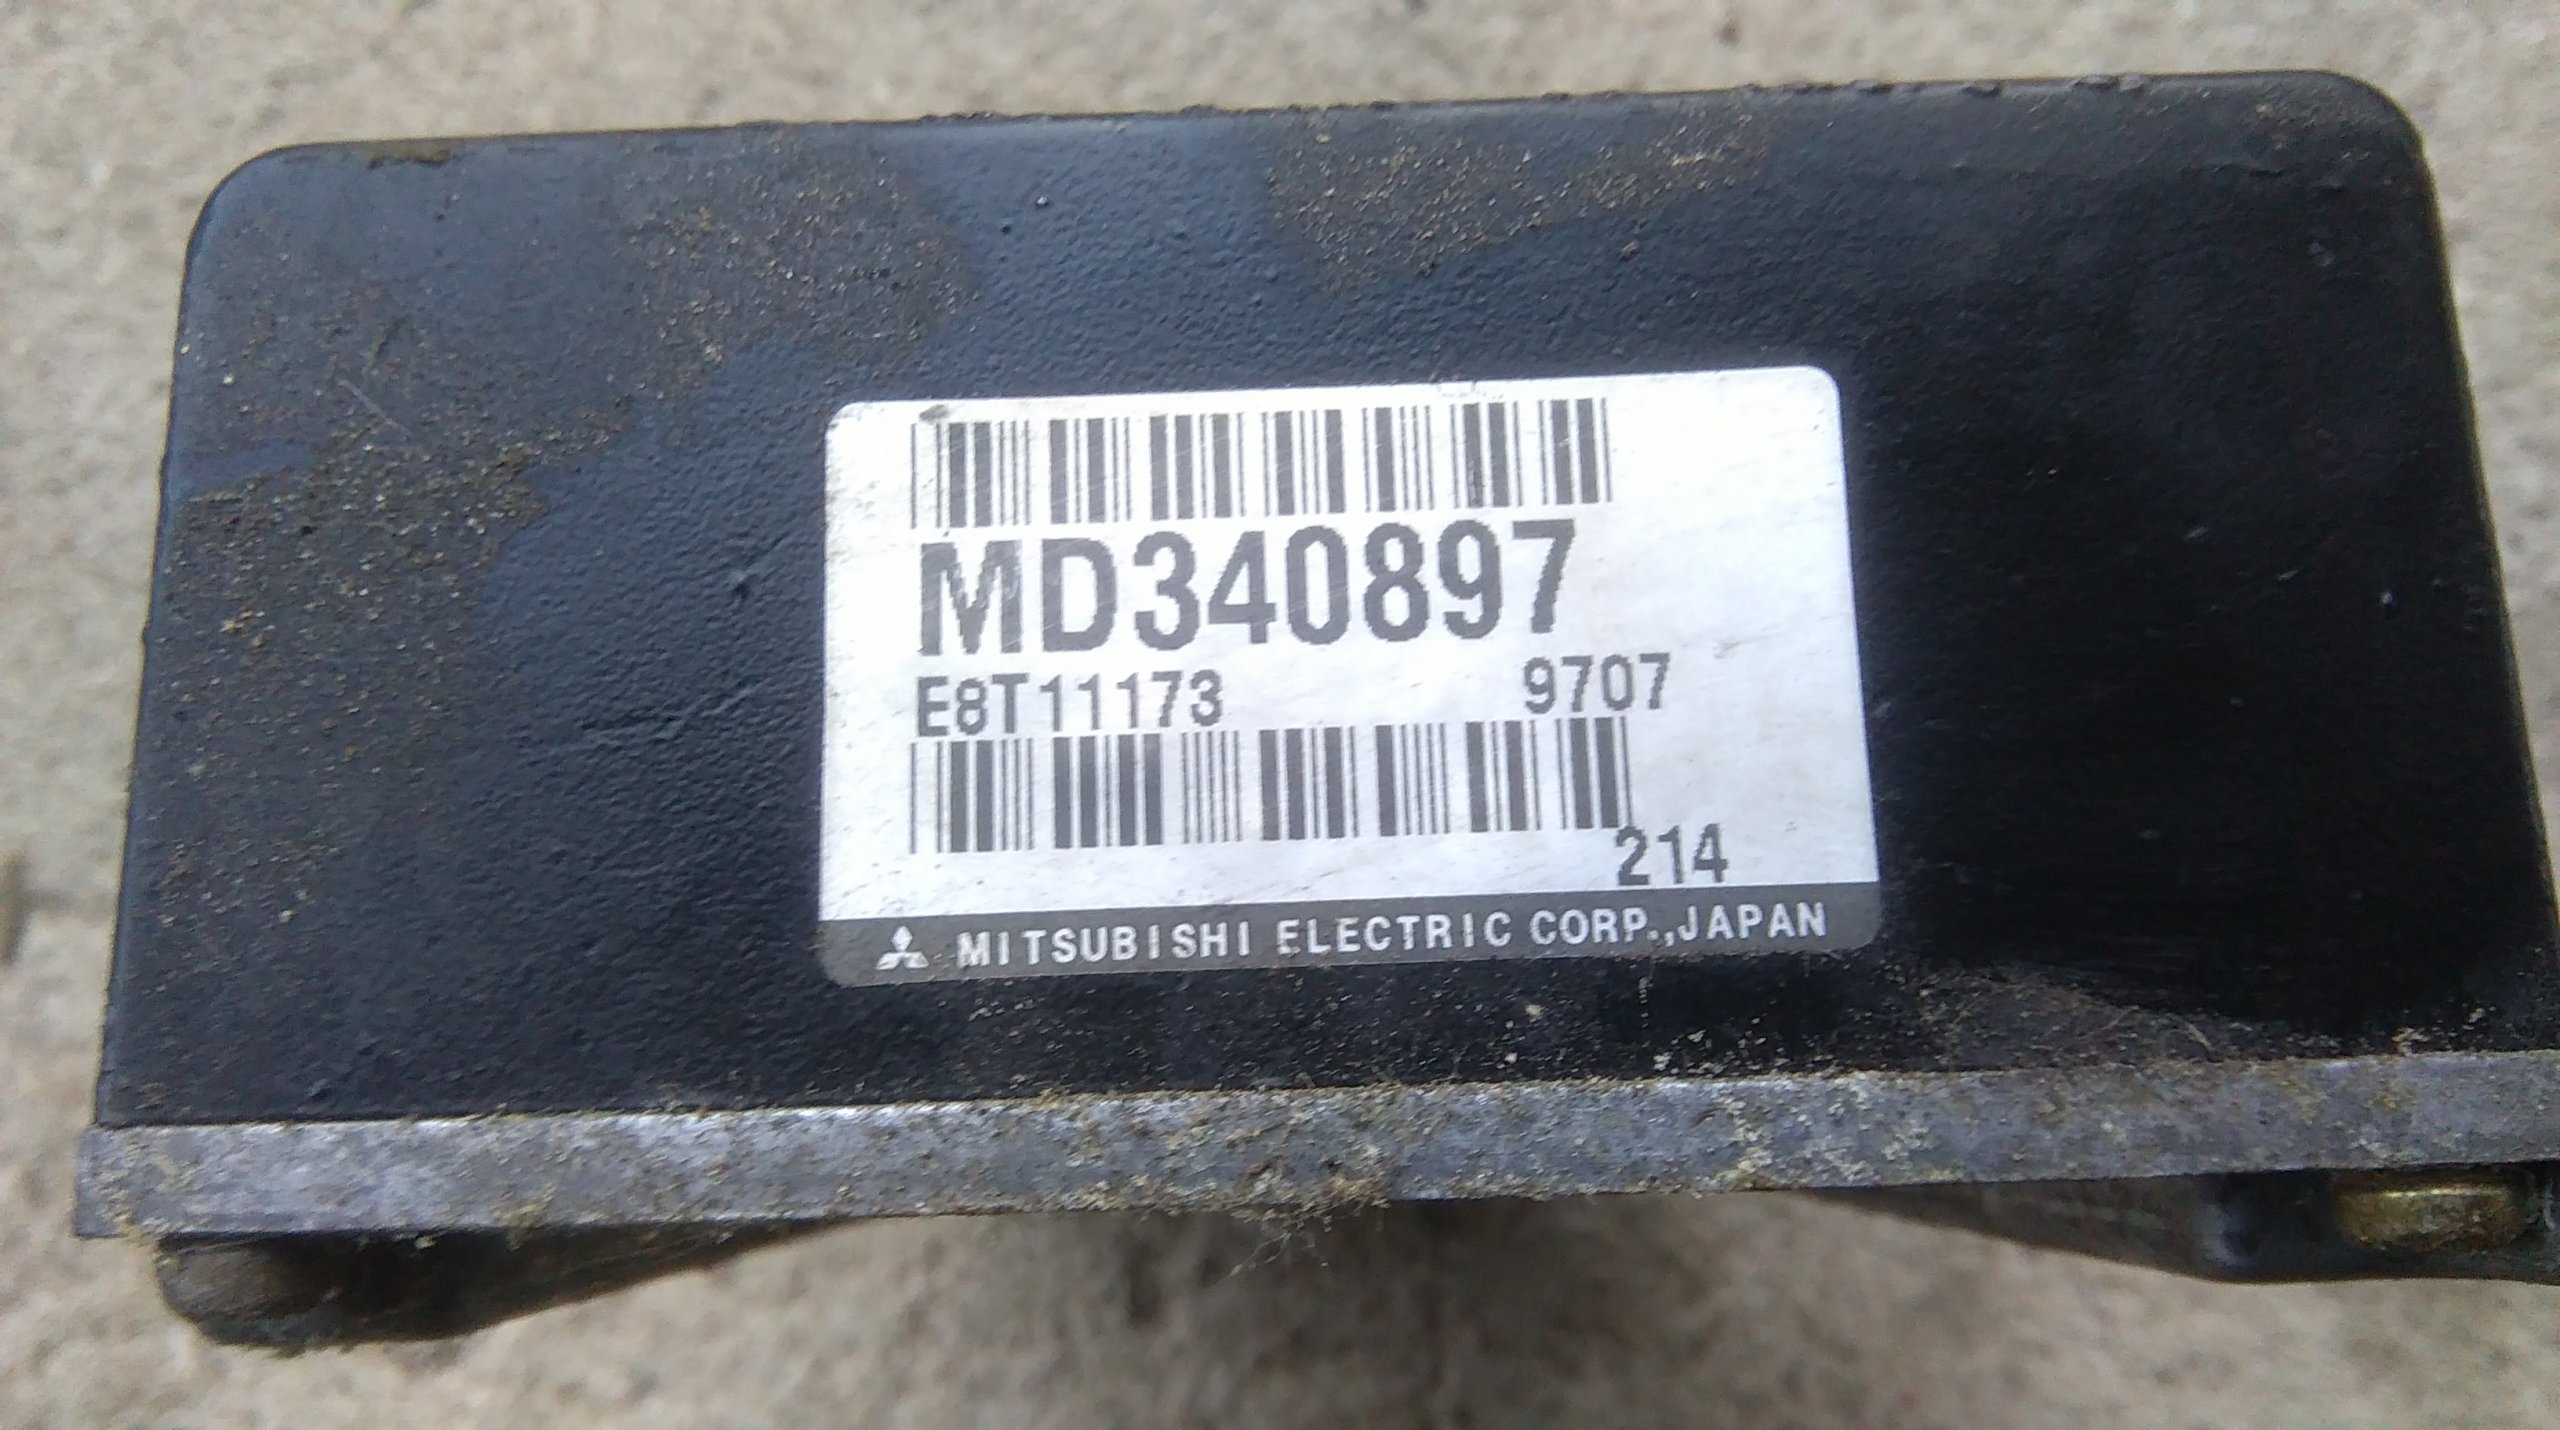 MD340897
E8T11173 9707
214
MITSUBISHI ELECTRIC CORP.,JAPAN